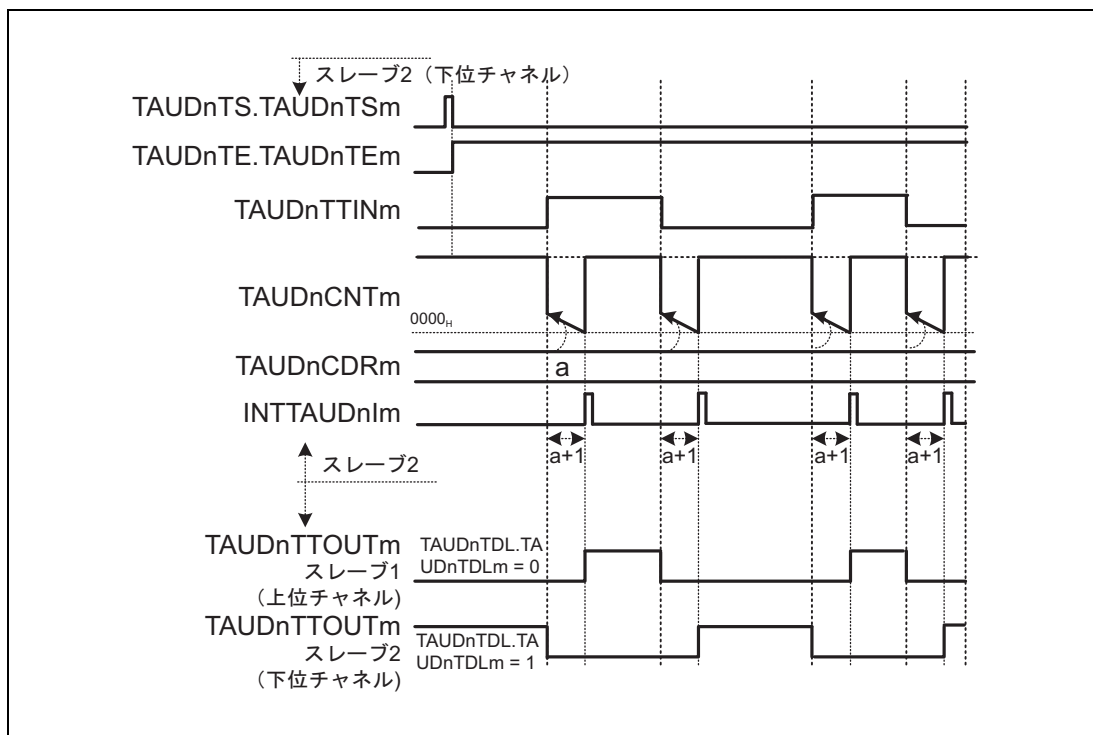 スレーブ2（下位チャネル）
TAUDnTS.TAUDnTSm
TAUDnTE.TAUDnTEm
TAUDnTTINm
TAUDnCNTm
0000H
TAUDnCDRm
a
INTTAUDnIm
a+1 a+1 a+1 a+1
スレーブ2
TAUDnTTOUTm
スレーブ1
(上位チャネル)
TAUDnTDL.TA
UDnTDLm = 0
TAUDnTTOUTm
スレーブ2
(下位チャネル)
TAUDnTDL.TA
UDnTDLm = 1